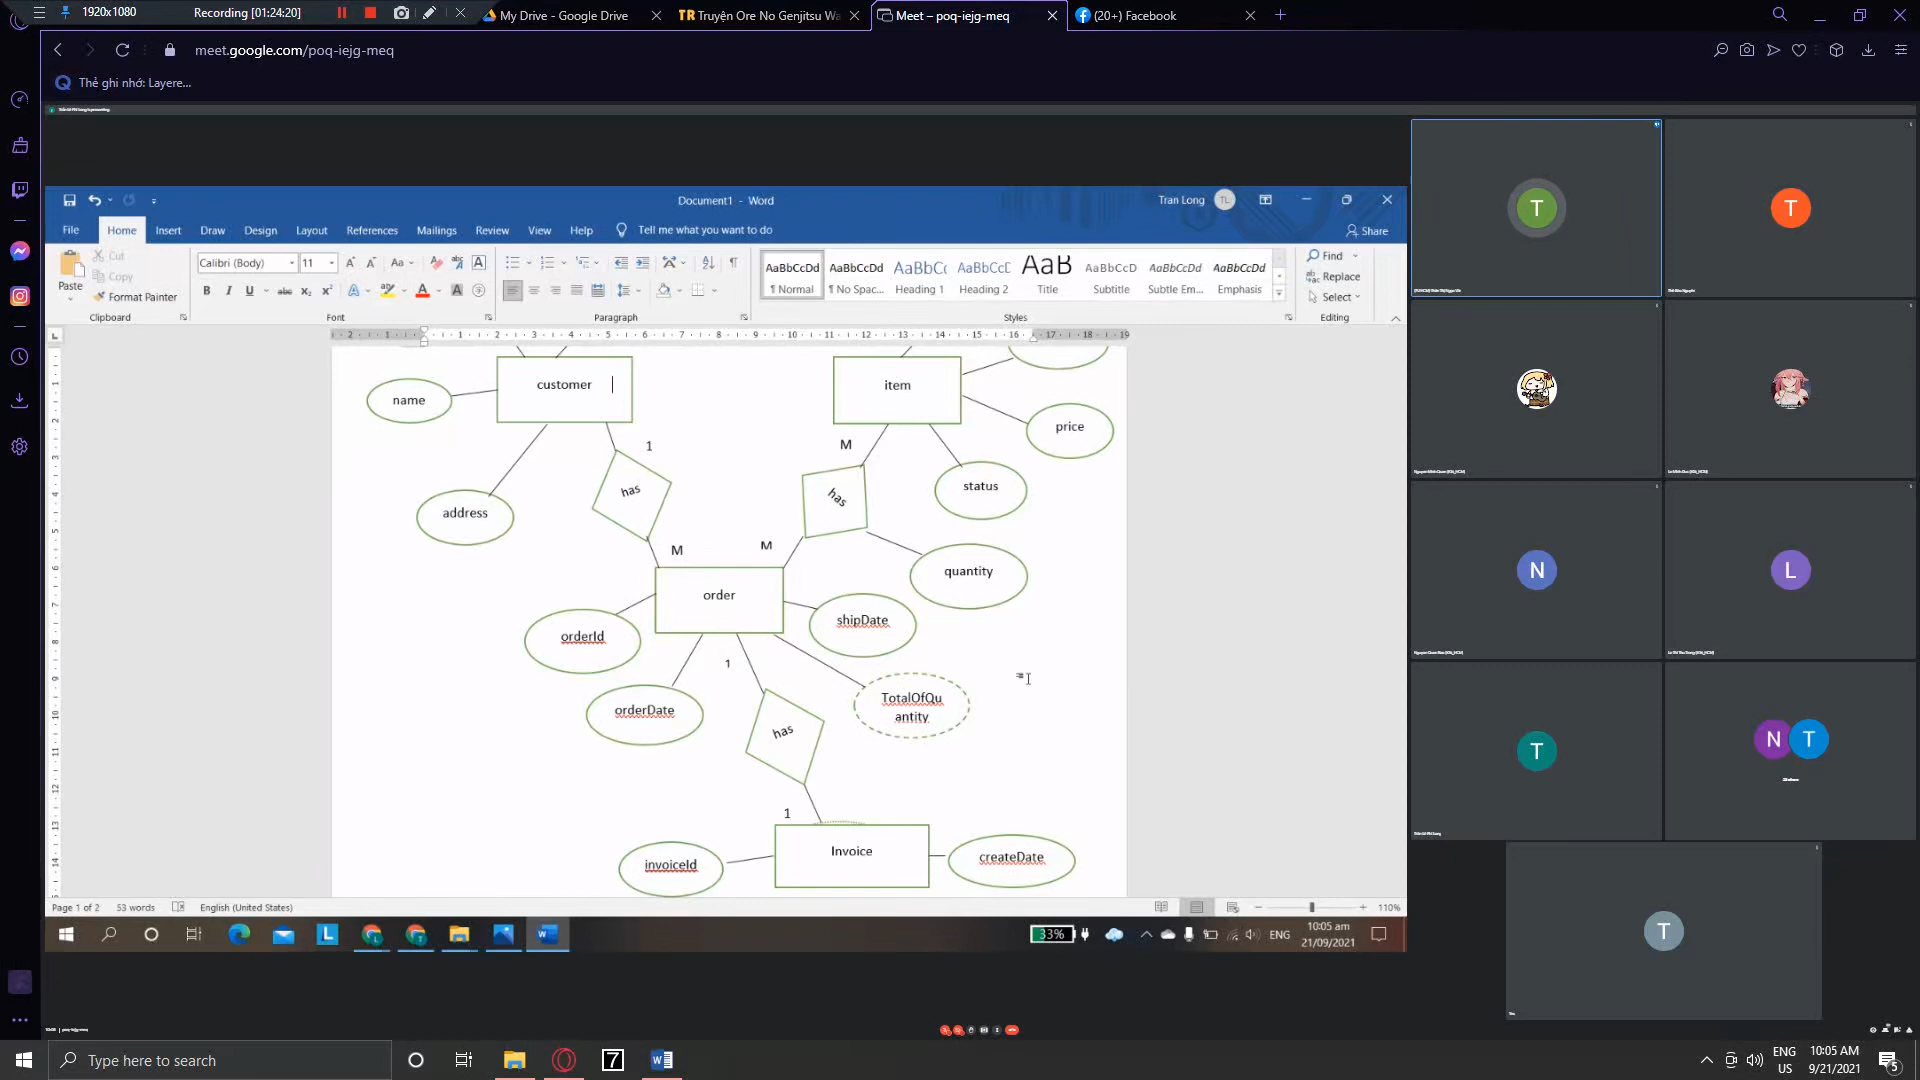 1920x1080
Recording [01:24:20]
My Drive - Google Drive
TR Truyện Ore No Genjitsu Wa
Meet – poq-iejg-meq
(20+) Facebook
meet.google.com/poq-iejg-meq
Thẻ ghi nhớ: Layere...
Document1 - Word
Tran Long
TL
File
Home
Insert
Draw
Design
Layout
References
Mailings
Review
View
Help
Tell me what you want to do
Share
Paste
Cut
Copy
Format Painter
Clipboard
Calibri (Body)
11
Font
Paragraph
AaBbCcDd
¶ Normal
AaBbCcDd
¶ No Spac...
AaBbCc
Heading 1
AaBbCcC
Heading 2
AaB
Title
AaBbCcD
Subtitle
AaBbCcDd
Subtle Em...
AaBbCcDd
Emphasis
Styles
Find
Replace
Select
Editing
customer
item
name
price
1
M
has
has
status
address
M
M
quantity
order
shipDate
orderId
1
TotalOfQu
antity
orderDate
has
1
Invoice
invoiceId
createDate
Page 1 of 2
53 words
English (United States)
110%
33%
ENG
10:05 am
21/09/2021
T
T
N
L
T
N
T
T
Type here to search
7
ENG
US
10:05 AM
9/21/2021
5